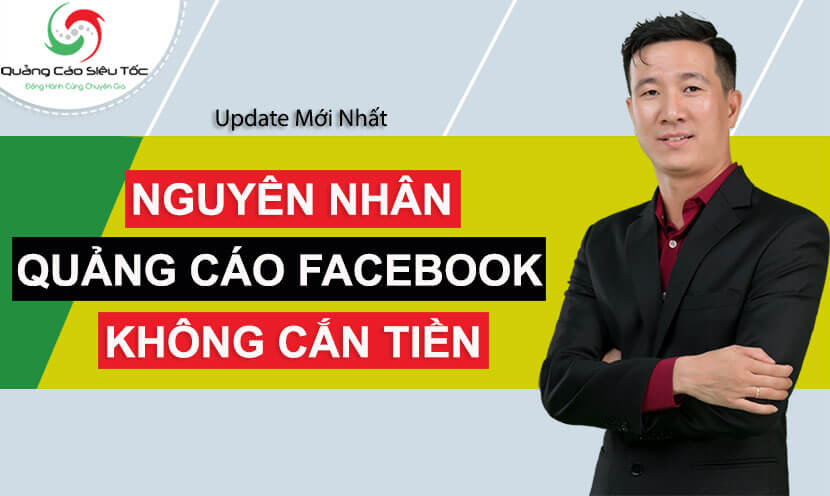 Quảng Cáo Siêu Tốc
Đồng Hành Cùng Chuyên Gia
Update Mới Nhất
NGUYÊN NHÂN
QUẢNG CÁO FACEBOOK
KHÔNG CẮN TIỀN